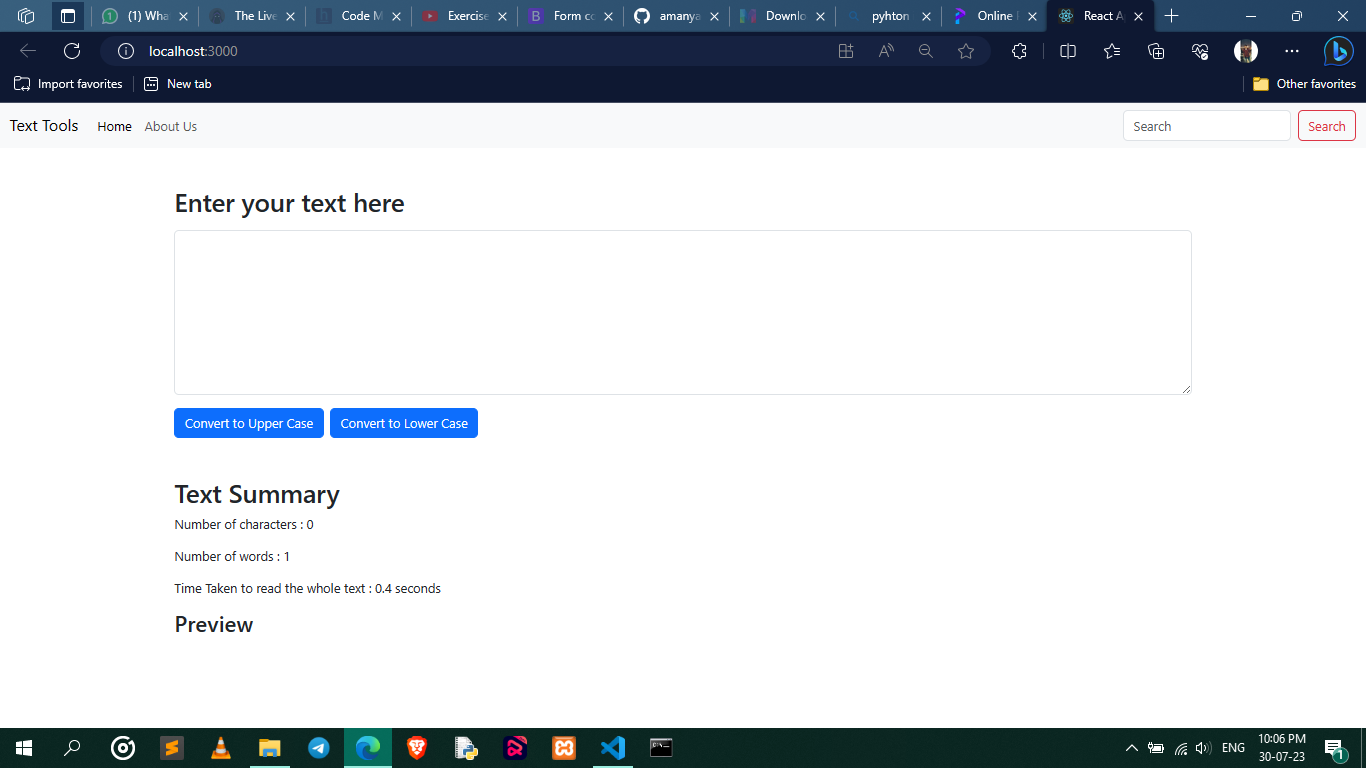 (1) Wha
The Live
Code M
Exercise
Form co
amanya
Downlo
pyhton
Online
React A
localhost:3000
Import favorites
New tab
Other favorites
Text Tools Home About Us
Search Search
Enter your text here
Convert to Upper Case Convert to Lower Case
Text Summary
Number of characters : 0
Number of words : 1
Time Taken to read the whole text : 0.4 seconds
Preview
ENG
10:06 PM
30-07-23
1